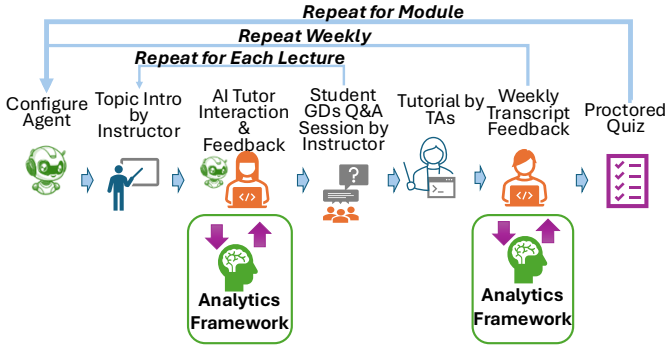 Repeat for Module
Repeat Weekly
Repeat for Each Lecture
Configure
Agent
Topic Intro
by
Instructor
AI Tutor
Interaction
&
Feedback
Student
GDs Q&A
Session by
Instructor
Tutorial by
TAs
Weekly
Transcript
Feedback
Proctored
Quiz
</>
?
>_
</>
Analytics
Framework
Analytics
Framework